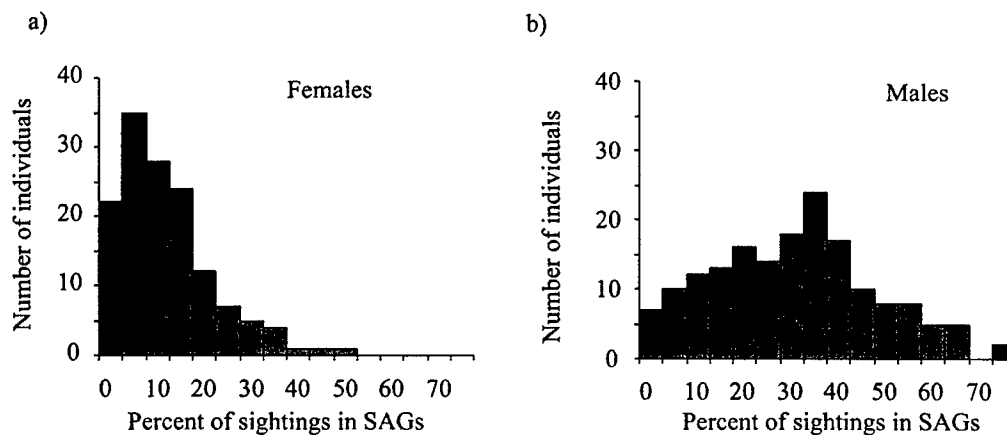 a)
Females
Number of individuals
40
30
20
10
0
0 10 20 30 40 50 60 70
Percent of sightings in SAGs
b)
Males
Number of individuals
40
30
20
10
0
0 10 20 30 40 50 60 70
Percent of sightings in SAGs